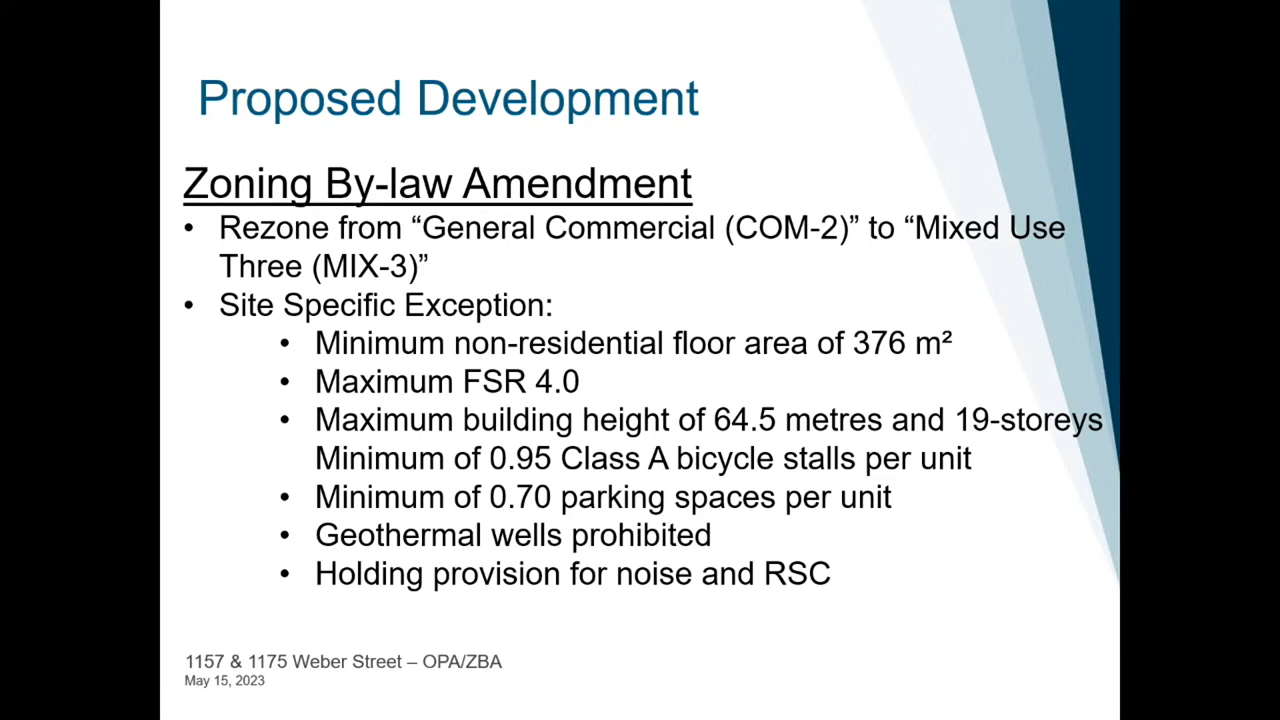 Proposed Development
Zoning By-law Amendment
• Rezone from “General Commercial (COM-2)” to “Mixed Use
Three (MIX-3)”
• Site Specific Exception:
• Minimum non-residential floor area of 376 m²
• Maximum FSR 4.0
• Maximum building height of 64.5 metres and 19-storeys
Minimum of 0.95 Class A bicycle stalls per unit
• Minimum of 0.70 parking spaces per unit
• Geothermal wells prohibited
• Holding provision for noise and RSC
1157 & 1175 Weber Street – OPA/ZBA
May 15, 2023